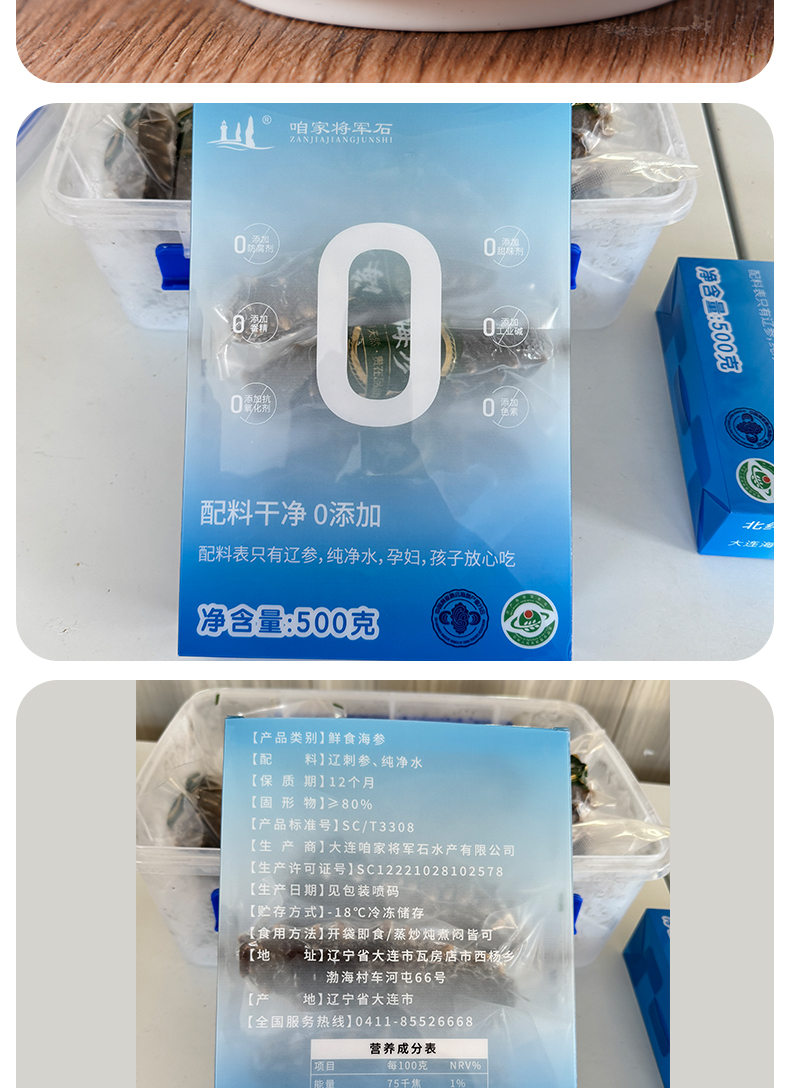 咱家将军石
®
ZANJIAJIANGJUNSHI
0 添加防腐剂
0 添加甜味剂
0
0 添加香精
0 添加工业碱
0 添加抗氧化剂
0 添加色素
配料干净 0添加
配料表只有辽参,纯净水,孕妇,孩子放心吃
净含量:500克
净含量:500克
配料表只有辽参
大连海
【产品类别】鲜食海参
【配 料】辽刺参、纯净水
【保 质 期】12个月
【固 形 物】≥80%
【产品标准号】SC/T3308
【生 产 商】大连咱家将军石水产有限公司
【生产许可证号】SC12221028102578
【生产日期】见包装喷码
【贮存方式】-18℃冷冻储存
【食用方法】开袋即食/蒸炒炖煮焖皆可
【地 址】辽宁省大连市瓦房店市西杨乡
渤海村车河屯66号
【产 地】辽宁省大连市
【全国服务热线】0411-85526668
营养成分表
项目 每100克 NRV%
能量 75千焦 1%